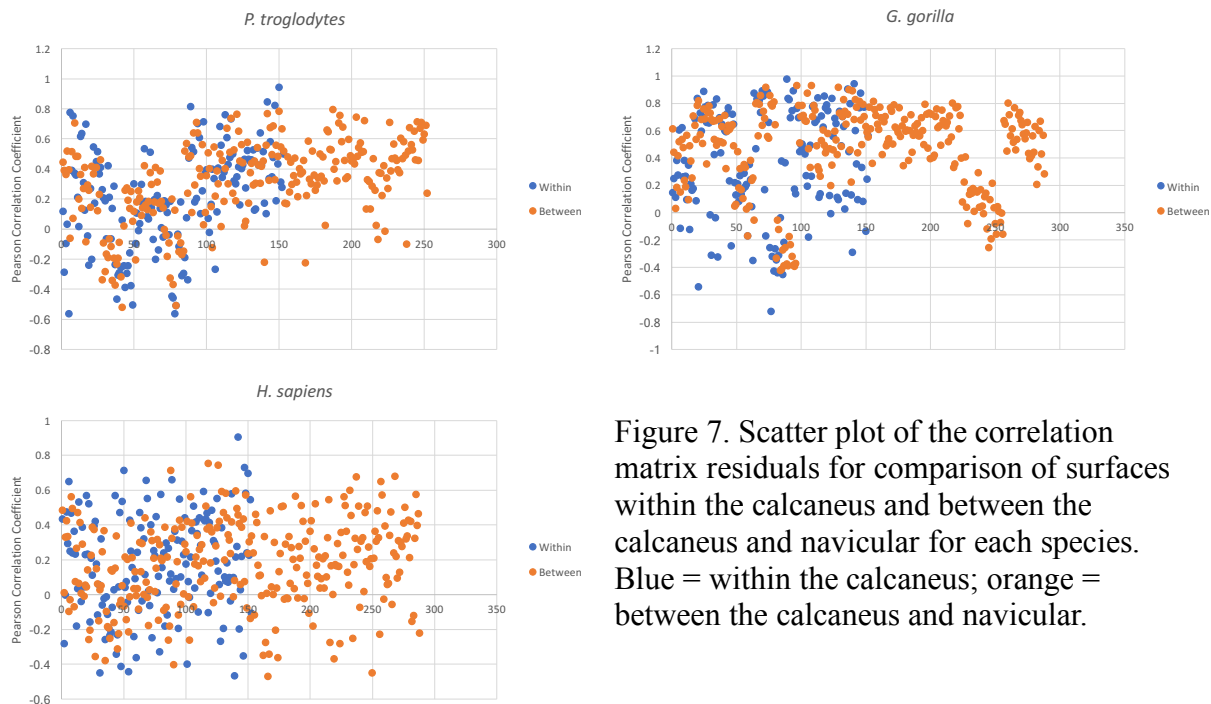 P. troglodytes
Pearson Correlation Coefficient
1.2
1
0.8
0.6
0.4
0.2
0
-0.2
-0.4
-0.6
-0.8
0 50 100 150 200 250 300
Within
Between
G. gorilla
Pearson Correlation Coefficient
1.2
1
0.8
0.6
0.4
0.2
0
-0.2
-0.4
-0.6
-0.8
-1
0 50 100 150 200 250 300 350
Within
Between
H. sapiens
Pearson Correlation Coefficient
1
0.8
0.6
0.4
0.2
0
-0.2
-0.4
-0.6
0 50 100 150 200 250 300 350
Within
Between
Figure 7. Scatter plot of the correlation
matrix residuals for comparison of surfaces
within the calcaneus and between the
calcaneus and navicular for each species.
Blue = within the calcaneus; orange =
between the calcaneus and navicular.